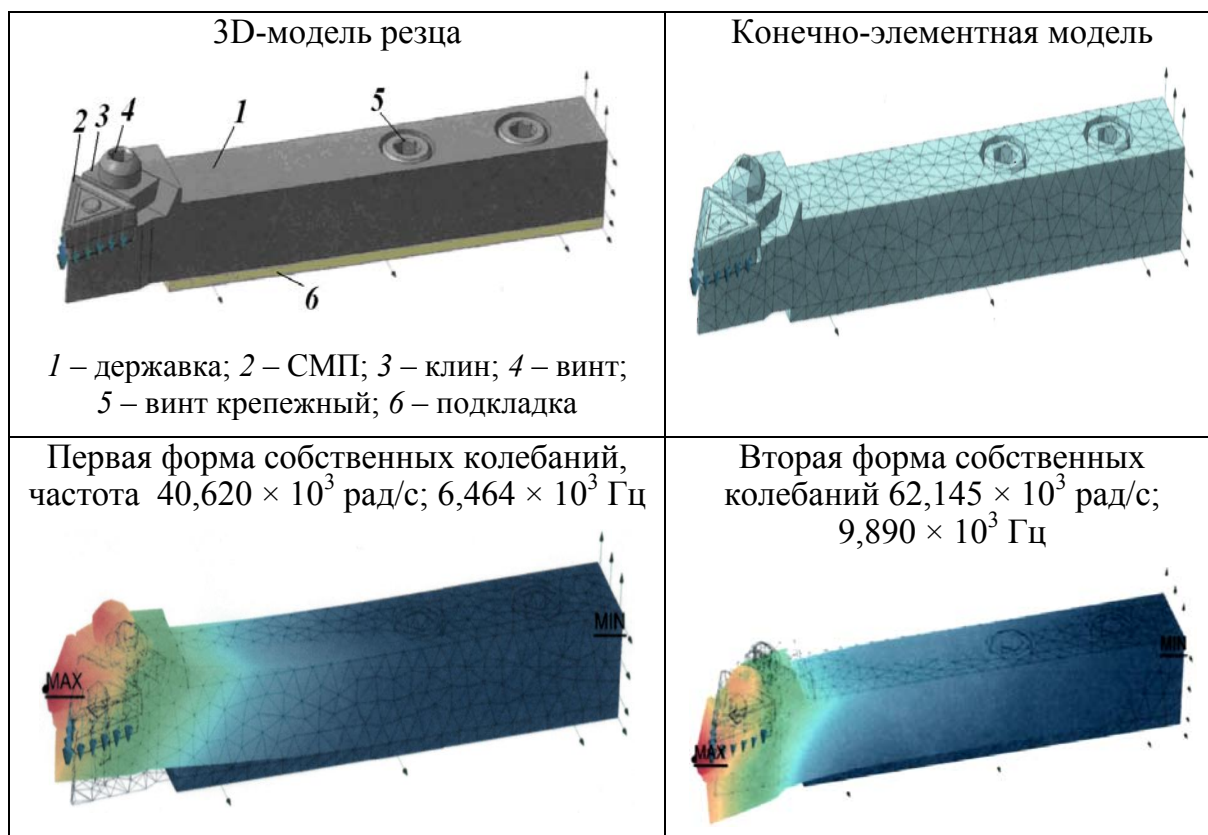 3D-модель резца
2 3 4 1 5
6
1 – державка; 2 – СМП; 3 – клин; 4 – винт;
5 – винт крепежный; 6 – подкладка
Конечно-элементная модель
Первая форма собственных колебаний,
частота 40,620 × 10³ рад/с; 6,464 × 10³ Гц
MIN
MAX
Вторая форма собственных
колебаний 62,145 × 10³ рад/с;
9,890 × 10³ Гц
MIN
MAX